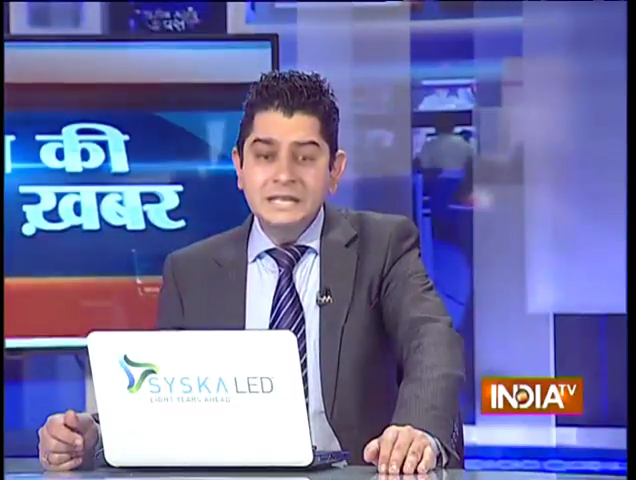 की
ख़बर
SYSKA LED
LIGHT YEARS AHEAD
INDIA TV